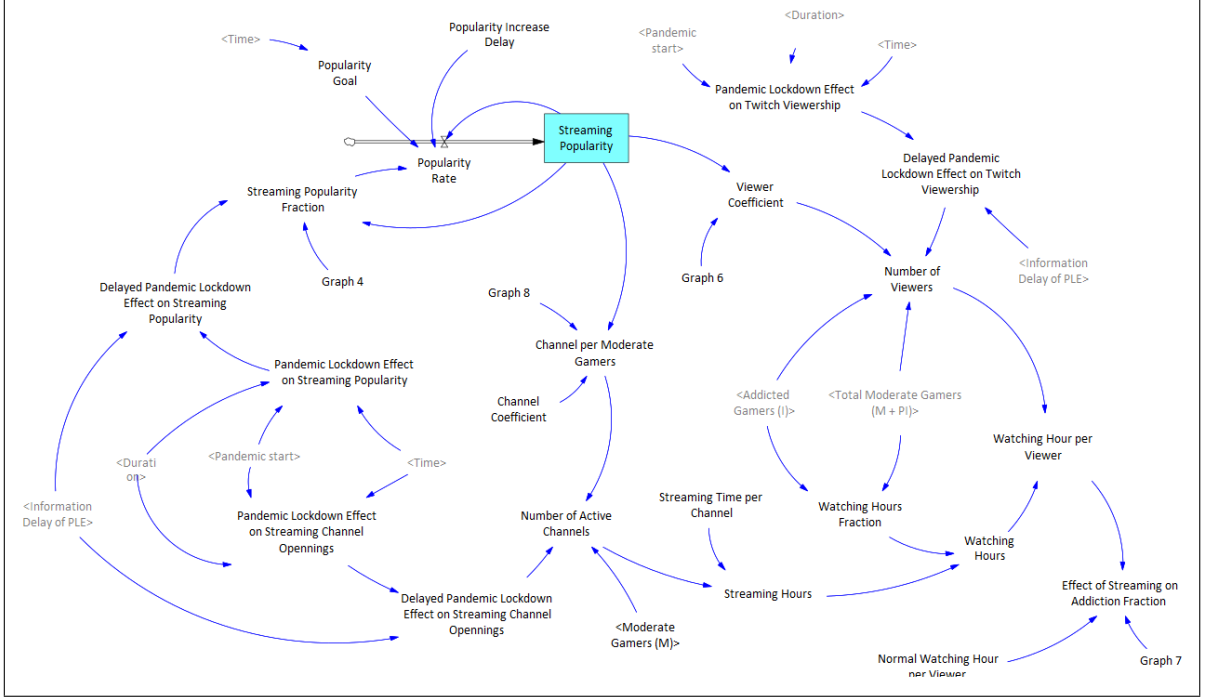 <Time>
Popularity Increase
Delay
<Duration>
<Pandemic
start>
<Time>
Popularity
Goal
Pandemic Lockdown Effect
on Twitch Viewership
Streaming
Popularity
Popularity
Rate
Delayed Pandemic
Lockdown Effect on Twitch
Viewership
Streaming Popularity
Fraction
Viewer
Coefficient
Graph 4
Graph 6
<Information
Delay of PLE>
Number of
Viewers
Delayed Pandemic Lockdown
Effect on Streaming
Popularity
Graph 8
Channel per Moderate
Gamers
Pandemic Lockdown Effect
on Streaming Popularity
Channel
Coefficient
<Addicted
Gamers (I)>
<Total Moderate Gamers
(M + PI)>
Watching Hour per
Viewer
<Durati
on>
<Pandemic start>
<Time>
<Information
Delay of PLE>
Pandemic Lockdown Effect
on Streaming Channel
Opennings
Number of Active
Channels
Streaming Time per
Channel
Watching Hours
Fraction
Watching
Hours
Delayed Pandemic Lockdown
Effect on Streaming Channel
Opennings
Streaming Hours
Effect of Streaming on
Addiction Fraction
<Moderate
Gamers (M)>
Normal Watching Hour
per Viewer
Graph 7